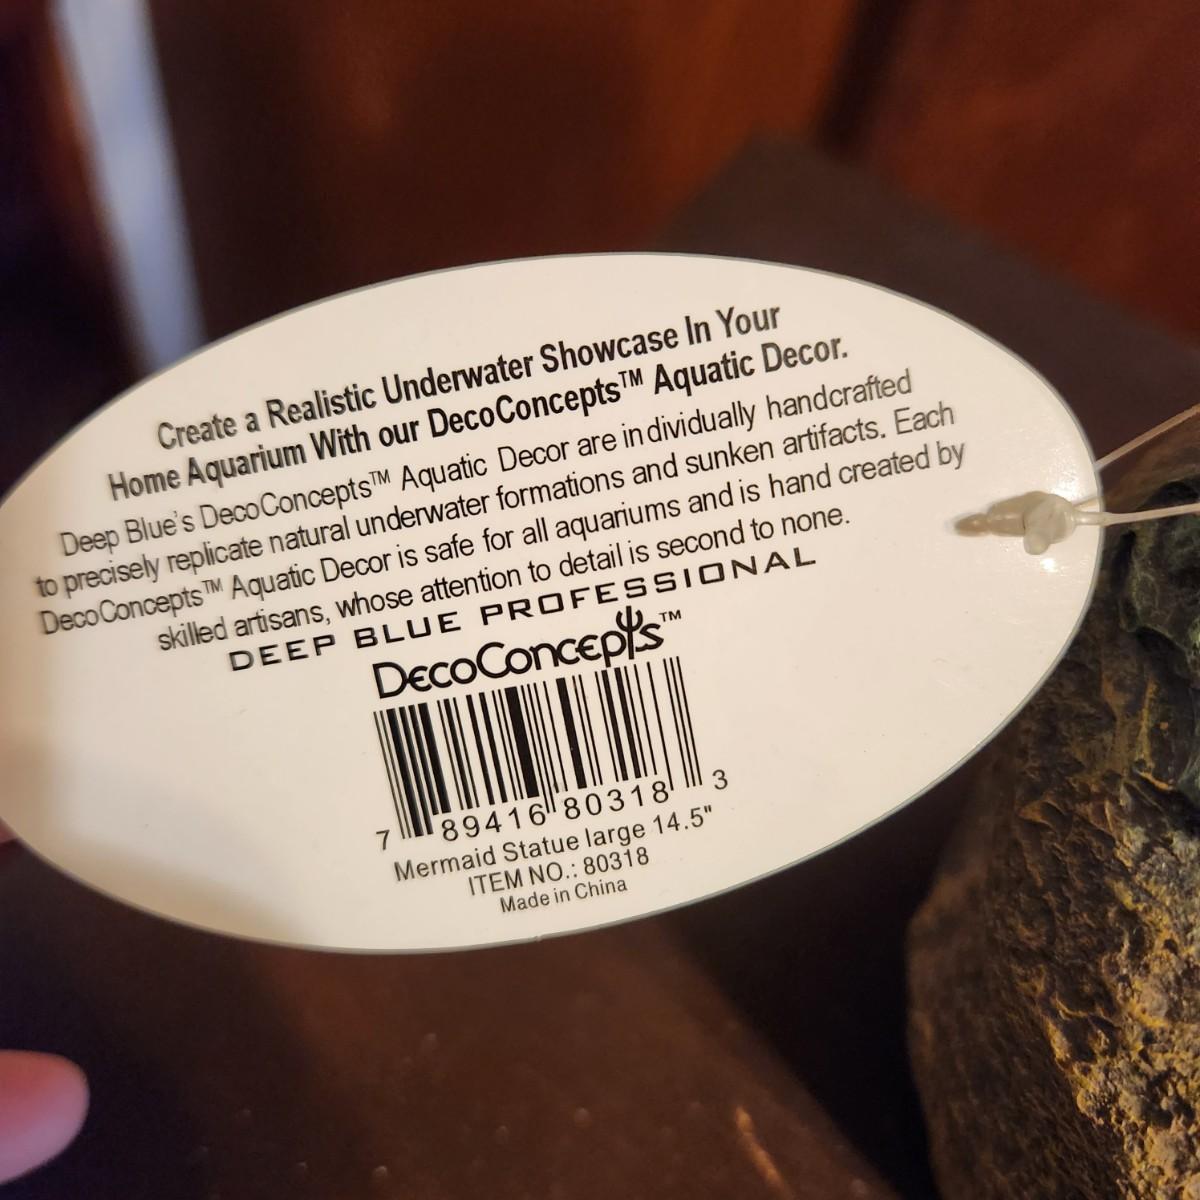 Create a Realistic Underwater Showcase In Your
Home Aquarium With our DecoConcepts™ Aquatic Decor.
Deep Blue's DecoConcepts™ Aquatic Decor are individually handcrafted
to precisely replicate natural underwater formations and sunken artifacts. Each
DecoConcepts™ Aquatic Decor is safe for all aquariums and is hand created by
skilled artisans, whose attention to detail is second to none.
DEEP BLUE PROFESSIONAL
DecoConcepts™
7 89416 80318 3
Mermaid Statue large 14.5"
ITEM NO.: 80318
Made in China